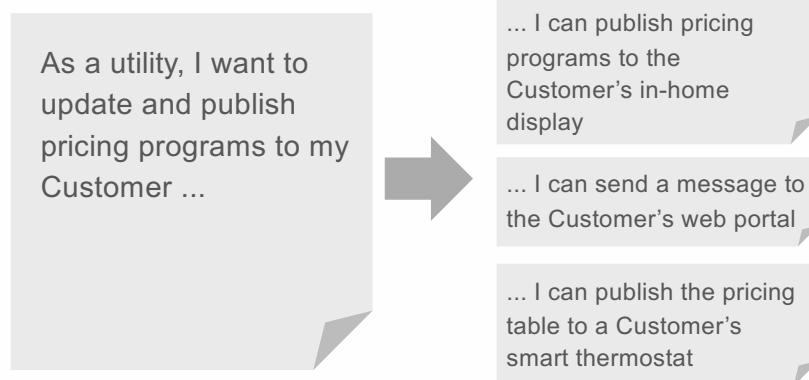 As a utility, I want to
update and publish
pricing programs to my
Customer ...
... I can publish pricing
programs to the
Customer’s in-home
display
... I can send a message to
the Customer’s web portal
... I can publish the pricing
table to a Customer’s
smart thermostat